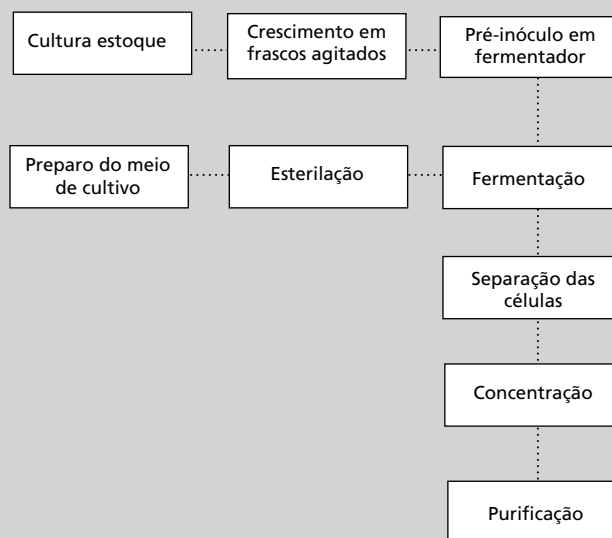 Cultura estoque
Crescimento em
frascos agitados
Pré-inóculo em
fermentador
Preparo do meio
de cultivo
Esterilação
Fermentação
Separação das
células
Concentração
Purificação